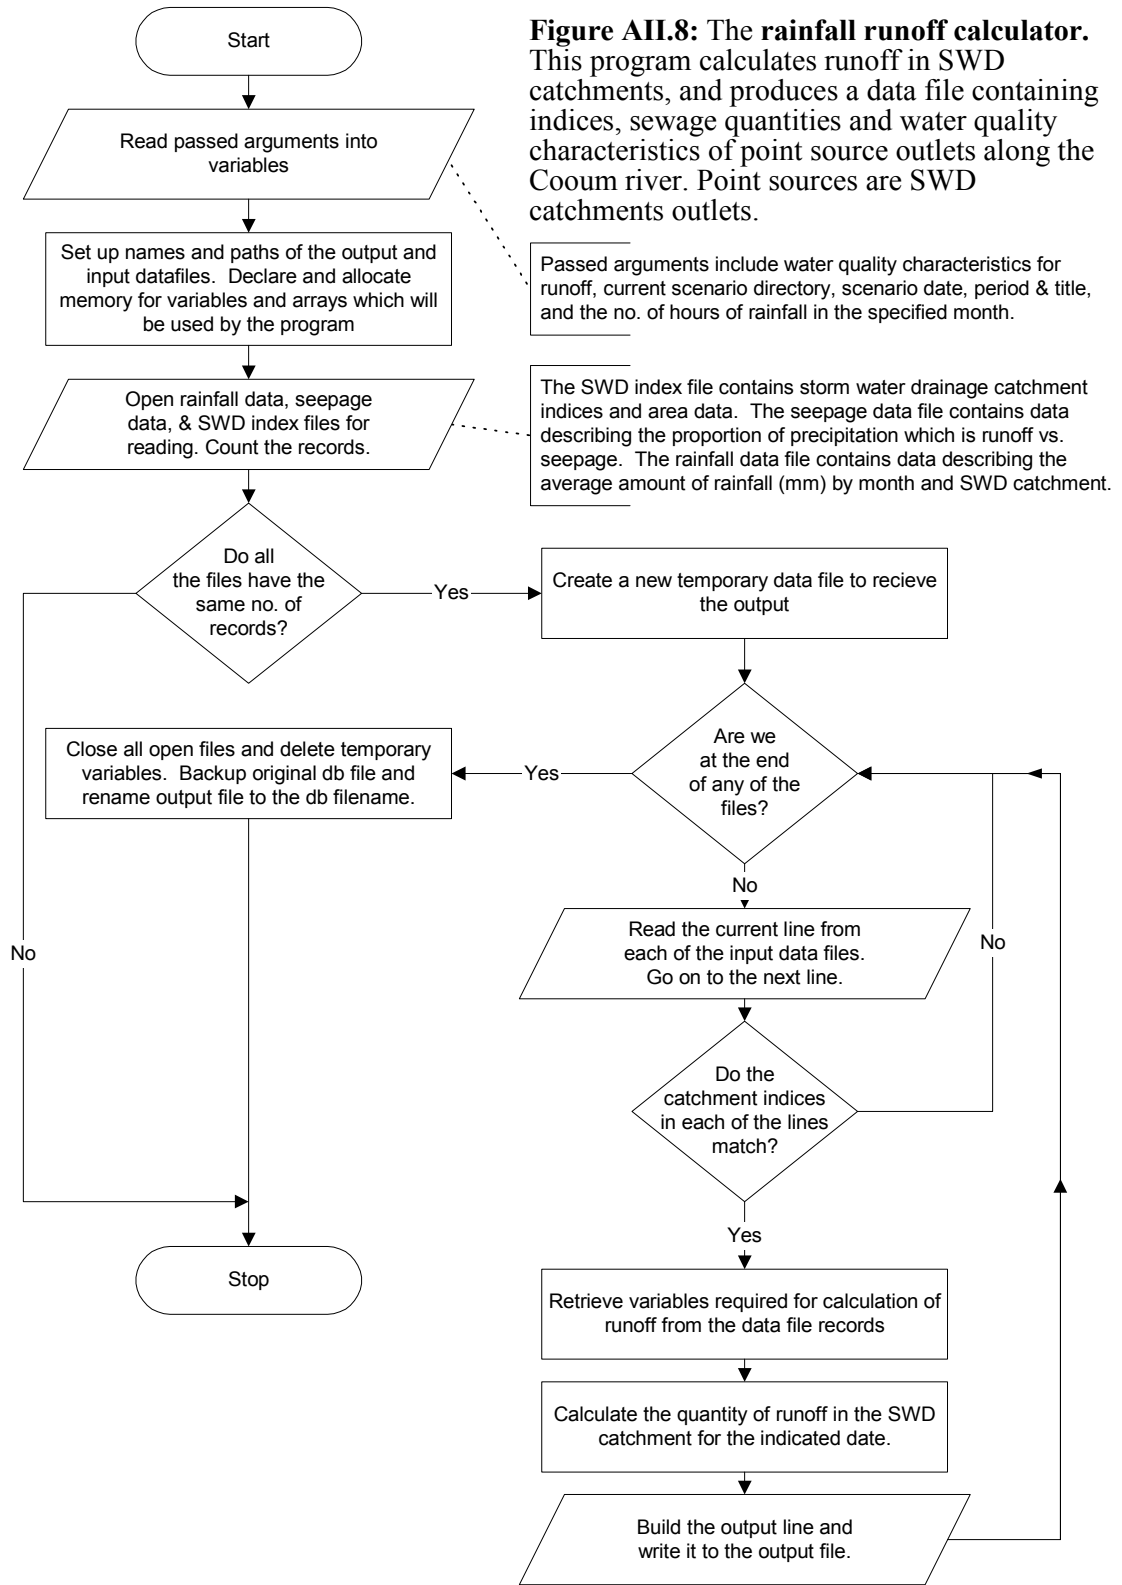 Start
Figure AII.8: The rainfall runoff calculator.
This program calculates runoff in SWD
catchments, and produces a data file containing
indices, sewage quantities and water quality
characteristics of point source outlets along the
Cooum river. Point sources are SWD
catchments outlets.
Read passed arguments into
variables
Set up names and paths of the output and
input datafiles. Declare and allocate
memory for variables and arrays which will
be used by the program
Passed arguments include water quality characteristics for
runoff, current scenario directory, scenario date, period & title,
and the no. of hours of rainfall in the specified month.
Open rainfall data, seepage
data, & SWD index files for
reading. Count the records.
The SWD index file contains storm water drainage catchment
indices and area data. The seepage data file contains data
describing the proportion of precipitation which is runoff vs.
seepage. The rainfall data file contains data describing the
average amount of rainfall (mm) by month and SWD catchment.
Do all
the files have the
same no. of
records?
Yes
Create a new temporary data file to recieve
the output
Are we
at the end
of any of the
files?
Yes
Close all open files and delete temporary
variables. Backup original db file and
rename output file to the db filename.
No
Read the current line from
each of the input data files.
Go on to the next line.
No
No
Do the
catchment indices
in each of the lines
match?
Yes
Stop
Retrieve variables required for calculation of
runoff from the data file records
Calculate the quantity of runoff in the SWD
catchment for the indicated date.
Build the output line and
write it to the output file.